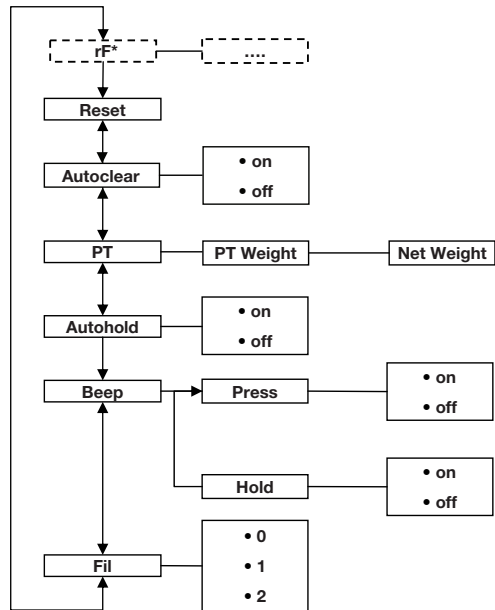 rF*
....
Reset
• on
Autoclear
• off
PT
PT Weight
Net Weight
• on
Autohold
• off
• on
Beep
Press
• off
• on
Hold
• off
• 0
Fil
• 1
• 2